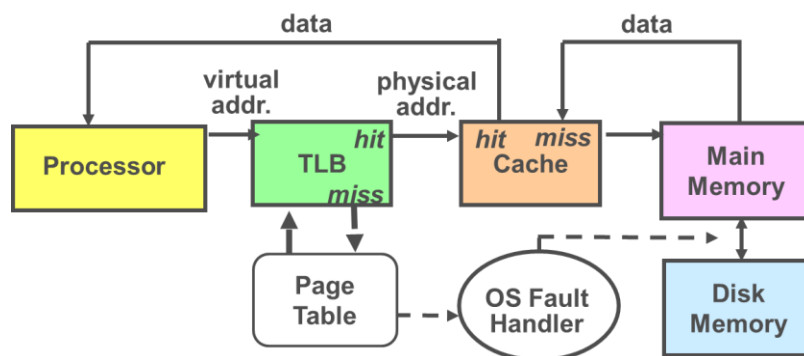 data
data
virtual
addr.
physical
addr.
Processor
TLB
hit
miss
hit
miss
Cache
Main
Memory
Page
Table
OS Fault
Handler
Disk
Memory